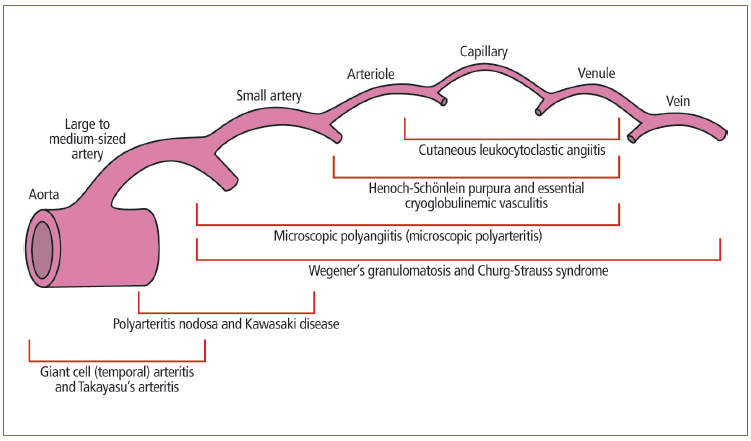 Capillary
Arteriole
Venule
Small artery
Vein
Large to
medium-sized
artery
Cutaneous leukocytoclastic angiitis
Aorta
Henoch-Schönlein purpura and essential
cryoglobulinemic vasculitis
Microscopic polyangiitis (microscopic polyarteritis)
Wegener's granulomatosis and Churg-Strauss syndrome
Polyarteritis nodosa and Kawasaki disease
Giant cell (temporal) arteritis
and Takayasu's arteritis